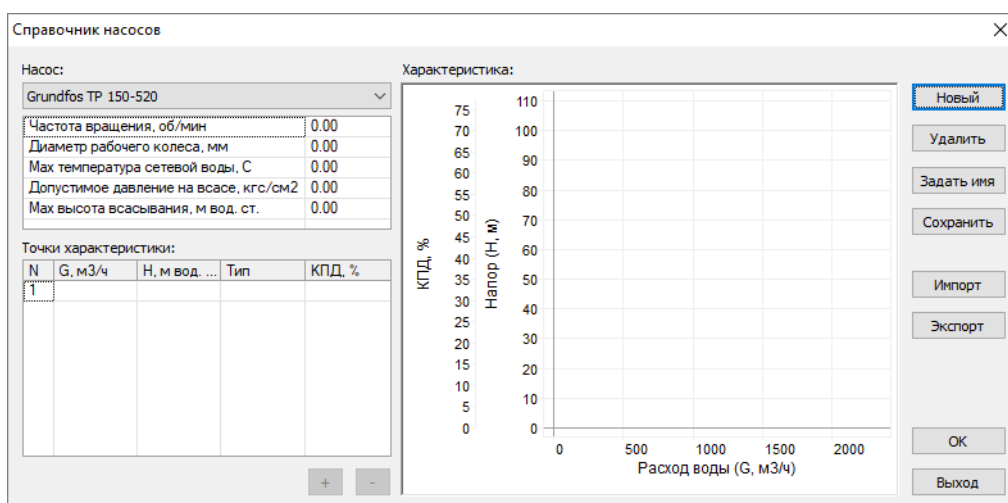 Справочник насосов
Насос:
Grundfos TP 150-520
Частота вращения, об/мин 0.00
Диаметр рабочего колеса, мм 0.00
Мах температура сетевой воды, С 0.00
Допустимое давление на всасе, кгс/см2 0.00
Мах высота всасывания, м вод. ст. 0.00
Точки характеристики:
N G, м3/ч Н, м вод. ... Тип КПД, %
1
+ -
Характеристика:
КПД, %
75
70
65
60
55
50
45
40
35
30
25
20
15
10
5
0
Напор (Н, м)
110
100
90
80
70
60
50
40
30
20
10
0
0 500 1000 1500 2000
Расход воды (G, м3/ч)
Новый
Удалить
Задать имя
Сохранить
Импорт
Экспорт
ОК
Выход